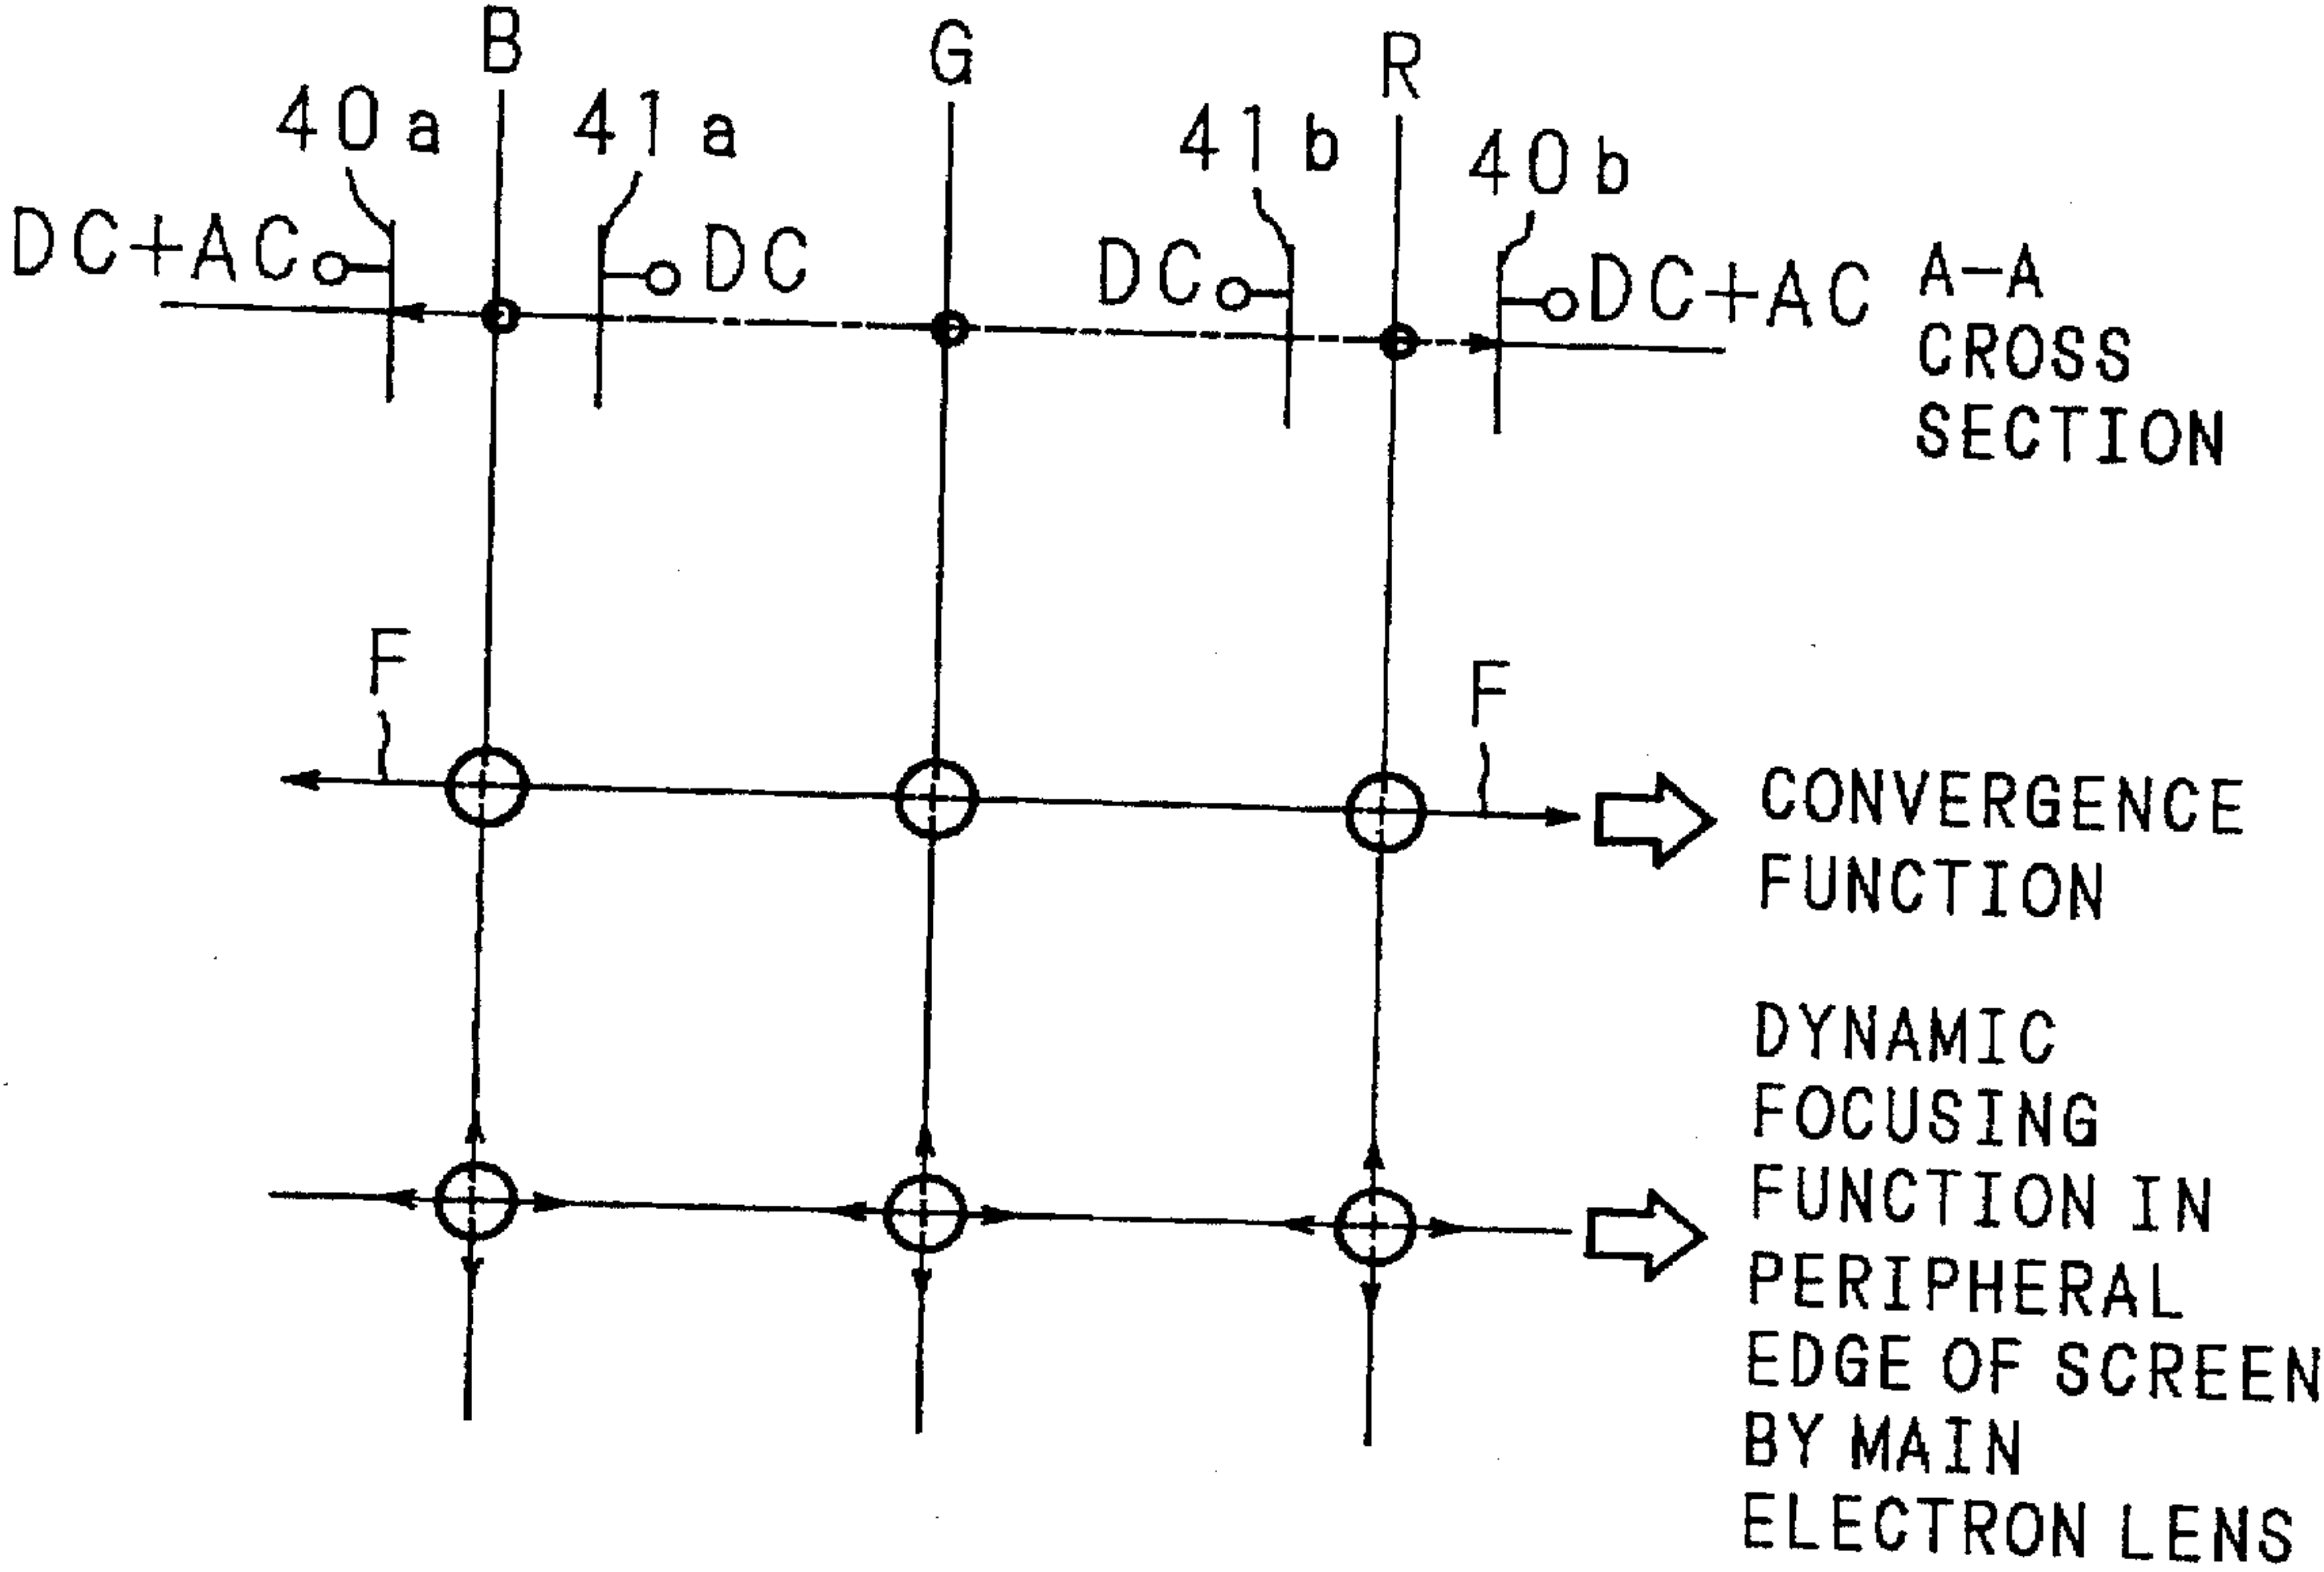 B G R
40a 41a 41b 40b
DC+AC DC DC DC+AC
A-A
CROSS
SECTION
F F
CONVERGENCE
FUNCTION
DYNAMIC
FOCUSING
FUNCTION IN
PERIPHERAL
EDGE OF SCREEN
BY MAIN
ELECTRON LENS